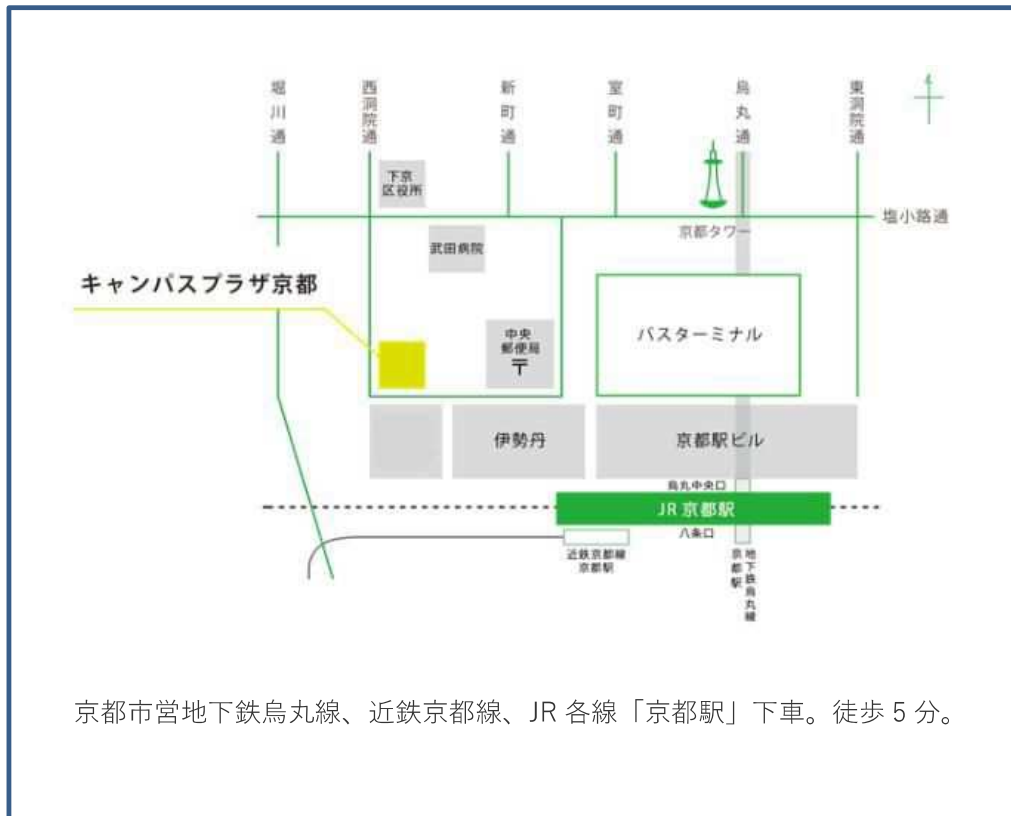 堀川通
西洞院通
新町通
室町通
烏丸通
東洞院通
下京
区役所
塩小路通
京都タワー
武田病院
キャンパスプラザ京都
中央
郵便局
〒
バスターミナル
伊勢丹
京都駅ビル
烏丸中央口
JR 京都駅
八条口
近鉄京都線
京都駅
地下鉄烏丸線
京都駅
京都市営地下鉄烏丸線、近鉄京都線、JR 各線「京都駅」下車。徒歩 5 分。